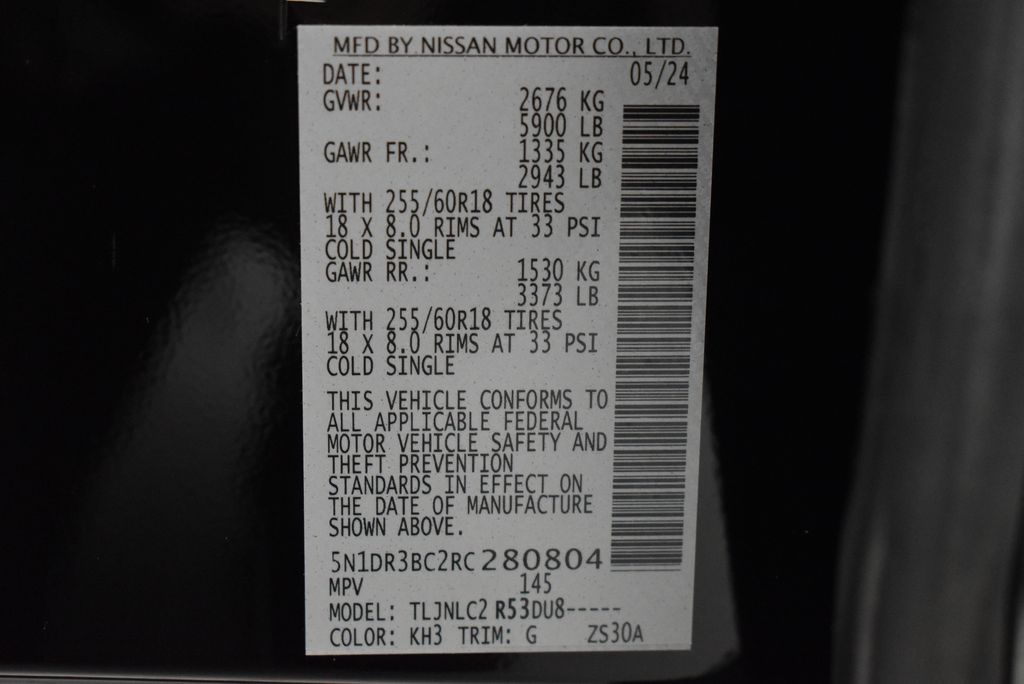 MFD BY NISSAN MOTOR CO., LTD.
DATE: 05/24
GVWR: 2676 KG
5900 LB
GAWR FR.: 1335 KG
2943 LB
WITH 255/60R18 TIRES
18 X 8.0 RIMS AT 33 PSI
COLD SINGLE
GAWR RR.: 1530 KG
3373 LB
WITH 255/60R18 TIRES
18 X 8.0 RIMS AT 33 PSI
COLD SINGLE
THIS VEHICLE CONFORMS TO
ALL APPLICABLE FEDERAL
MOTOR VEHICLE SAFETY AND
THEFT PREVENTION
STANDARDS IN EFFECT ON
THE DATE OF MANUFACTURE
SHOWN ABOVE.
5N1DR3BC2RC280804
MPV 145
MODEL: TLJNLC2 R53DU8-----
COLOR: KH3 TRIM: G ZS30A